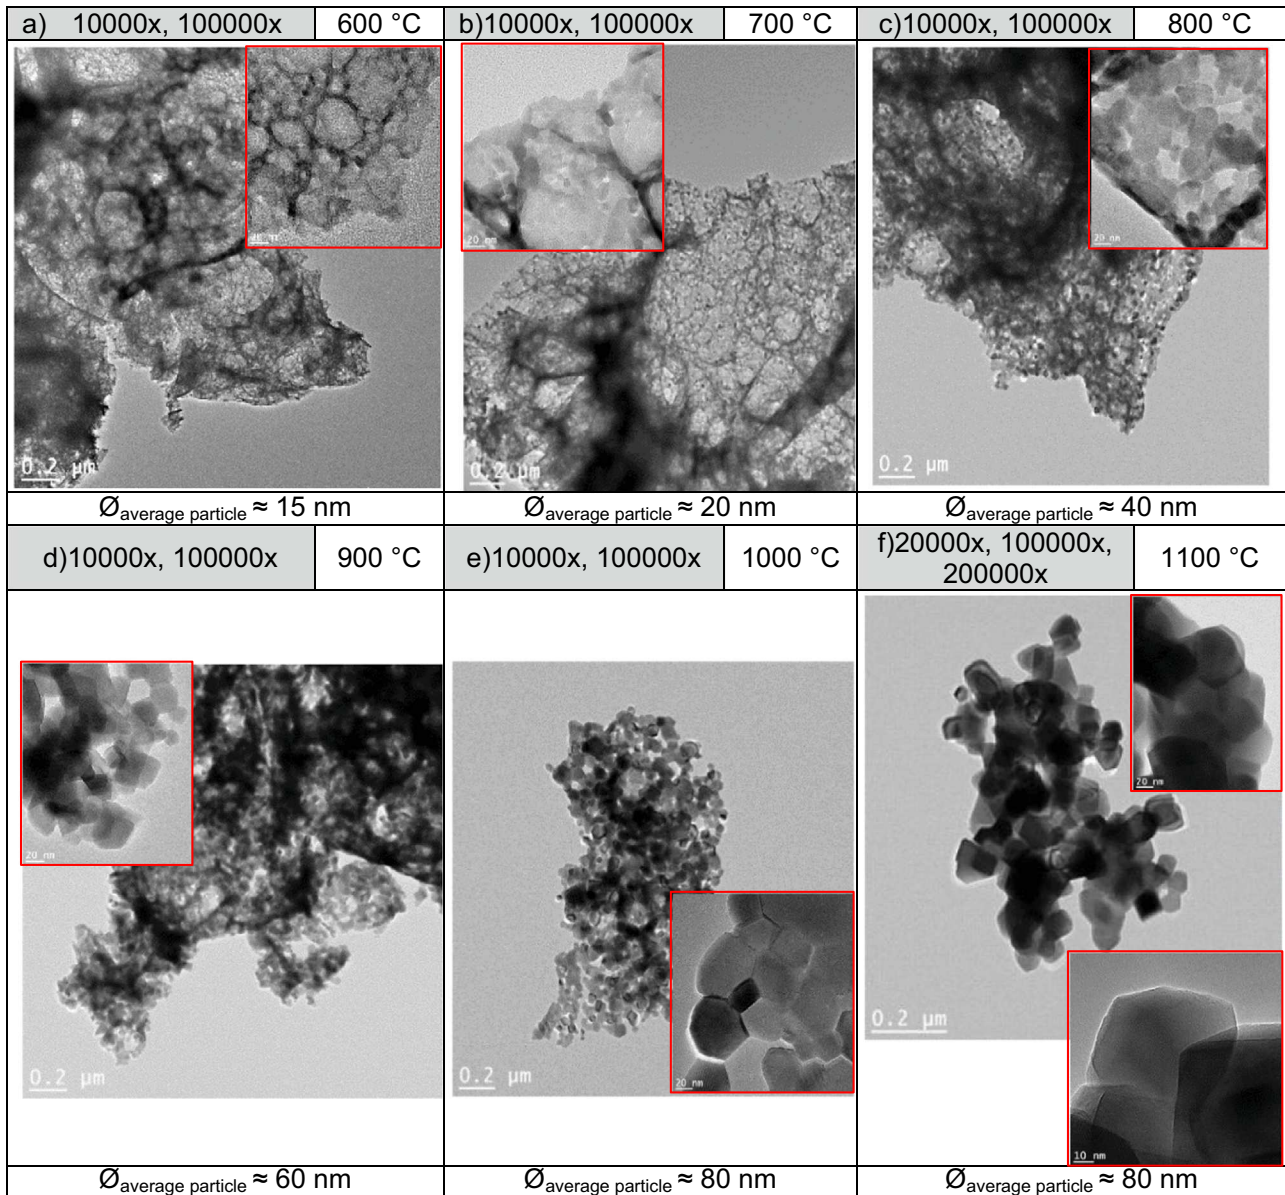 a) 10000x, 100000x 600 °C b)10000x, 100000x 700 °C c)10000x, 100000x 800 °C
20 nm
20 nm
20 nm
0.2 µm
0.2 µm
0.2 µm
Øaverage particle ≈ 15 nm Øaverage particle ≈ 20 nm Øaverage particle ≈ 40 nm
d)10000x, 100000x 900 °C e)10000x, 100000x 1000 °C f)20000x, 100000x, 1100 °C
200000x
20 nm
20 nm
0.2 µm
0.2 µm
0.2 µm
20 nm
10 nm
Øaverage particle ≈ 60 nm Øaverage particle ≈ 80 nm Øaverage particle ≈ 80 nm